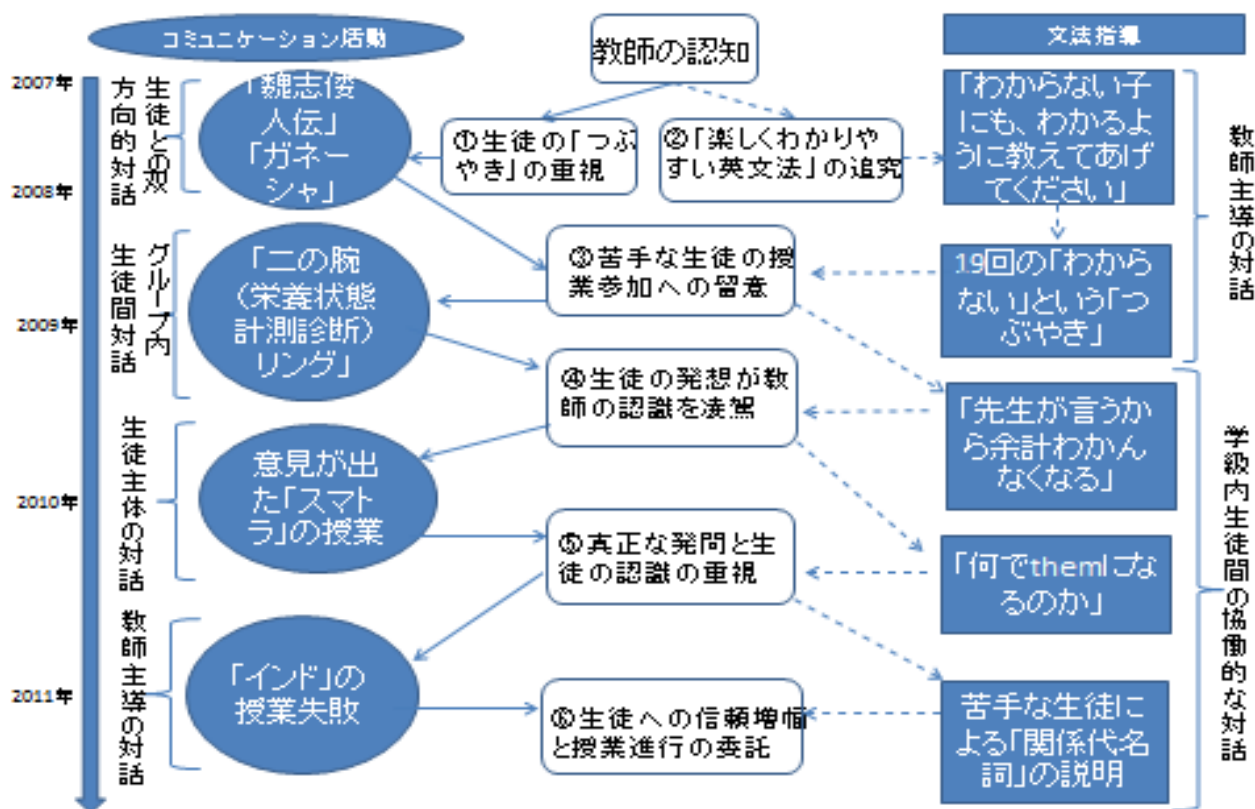 コミュニケーション活動
教師の認知
文法指導
2007年
2008年
2009年
2010年
2011年
生徒との双
方向的対話
「魏志倭
人伝」
「ガネー
シャ」
①生徒の「つぶ
やき」の重視
②「楽しくわかりや
すい英文法」の追究
「わからない子
にも、わかるよ
うに教えてあげ
てください」
教師主導の対話
グループ内
生徒間対話
「二の腕
(栄養状態
計測診断)
リング」
③苦手な生徒の授
業参加への留意
19回の「わから
ない」という「つ
ぶやき」
④生徒の発想が教
師の認識を凌駕
「先生が言うか
ら余計わかん
なくなる」
学級内生徒間の協働的な対話
生徒主体の対話
意見が出
た「スマト
ラ」の授業
⑤真正な発問と生
徒の認識の重視
「何でthemにな
るのか」
教師主導の対話
「インド」の
授業失敗
⑥生徒への信頼増幅
と授業進行の委託
苦手な生徒に
よる「関係代名
詞」の説明